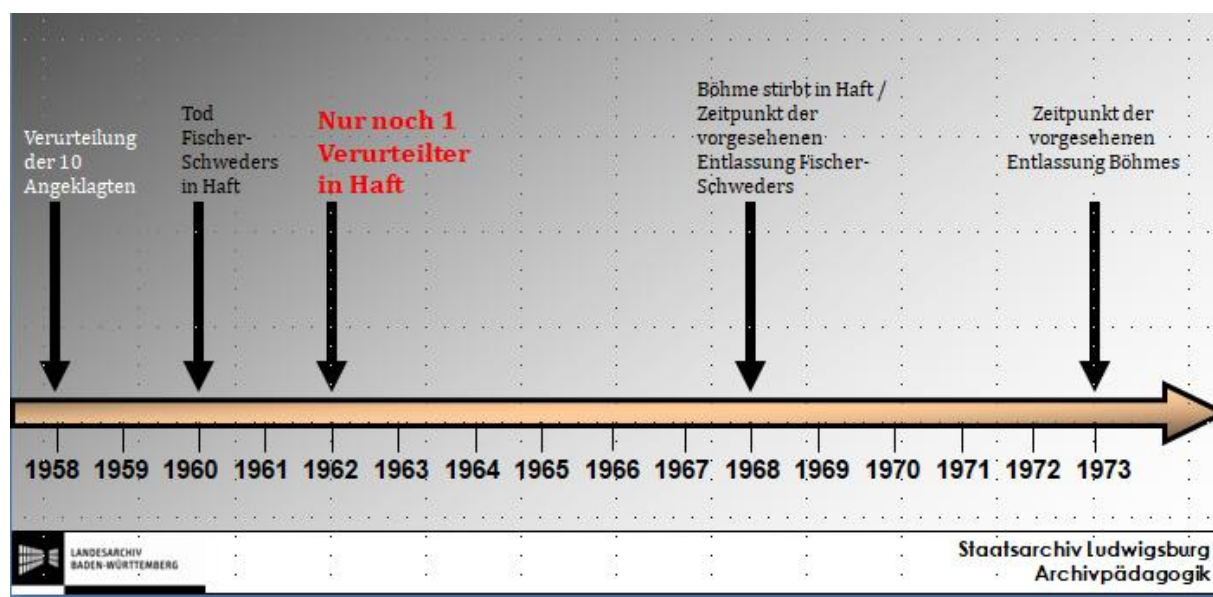 Verurteilung
der 10
Angeklagten
Tod
Fischer-
Schweders
in Haft
Nur noch 1
Verurteilter
in Haft
Böhme stirbt in Haft /
Zeitpunkt der
vorgesehenen
Entlassung Fischer-
Schweders
Zeitpunkt der
vorgesehenen
Entlassung Böhmes
1958 1959 1960 1961 1962 1963 1964 1965 1966 1967 1968 1969 1970 1971 1972 1973
LANDESARCHIV
BADEN-WÜRTTEMBERG
Staatsarchiv Ludwigsburg
Archivpädagogik